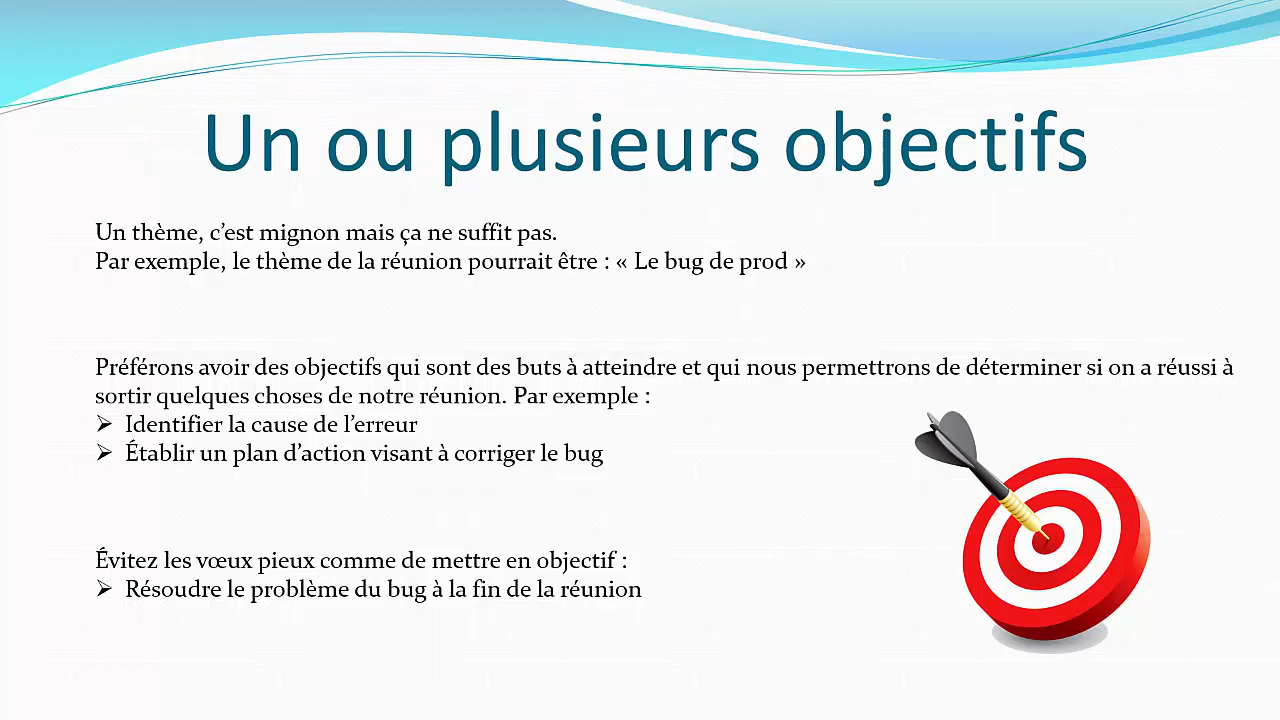 Un ou plusieurs objectifs
Un thème, c’est mignon mais ça ne suffit pas.
Par exemple, le thème de la réunion pourrait être : « Le bug de prod »
Préférons avoir des objectifs qui sont des buts à atteindre et qui nous permettrons de déterminer si on a réussi à
sortir quelques choses de notre réunion. Par exemple :
➢ Identifier la cause de l’erreur
➢ Établir un plan d’action visant à corriger le bug
Évitez les vœux pieux comme de mettre en objectif :
➢ Résoudre le problème du bug à la fin de la réunion